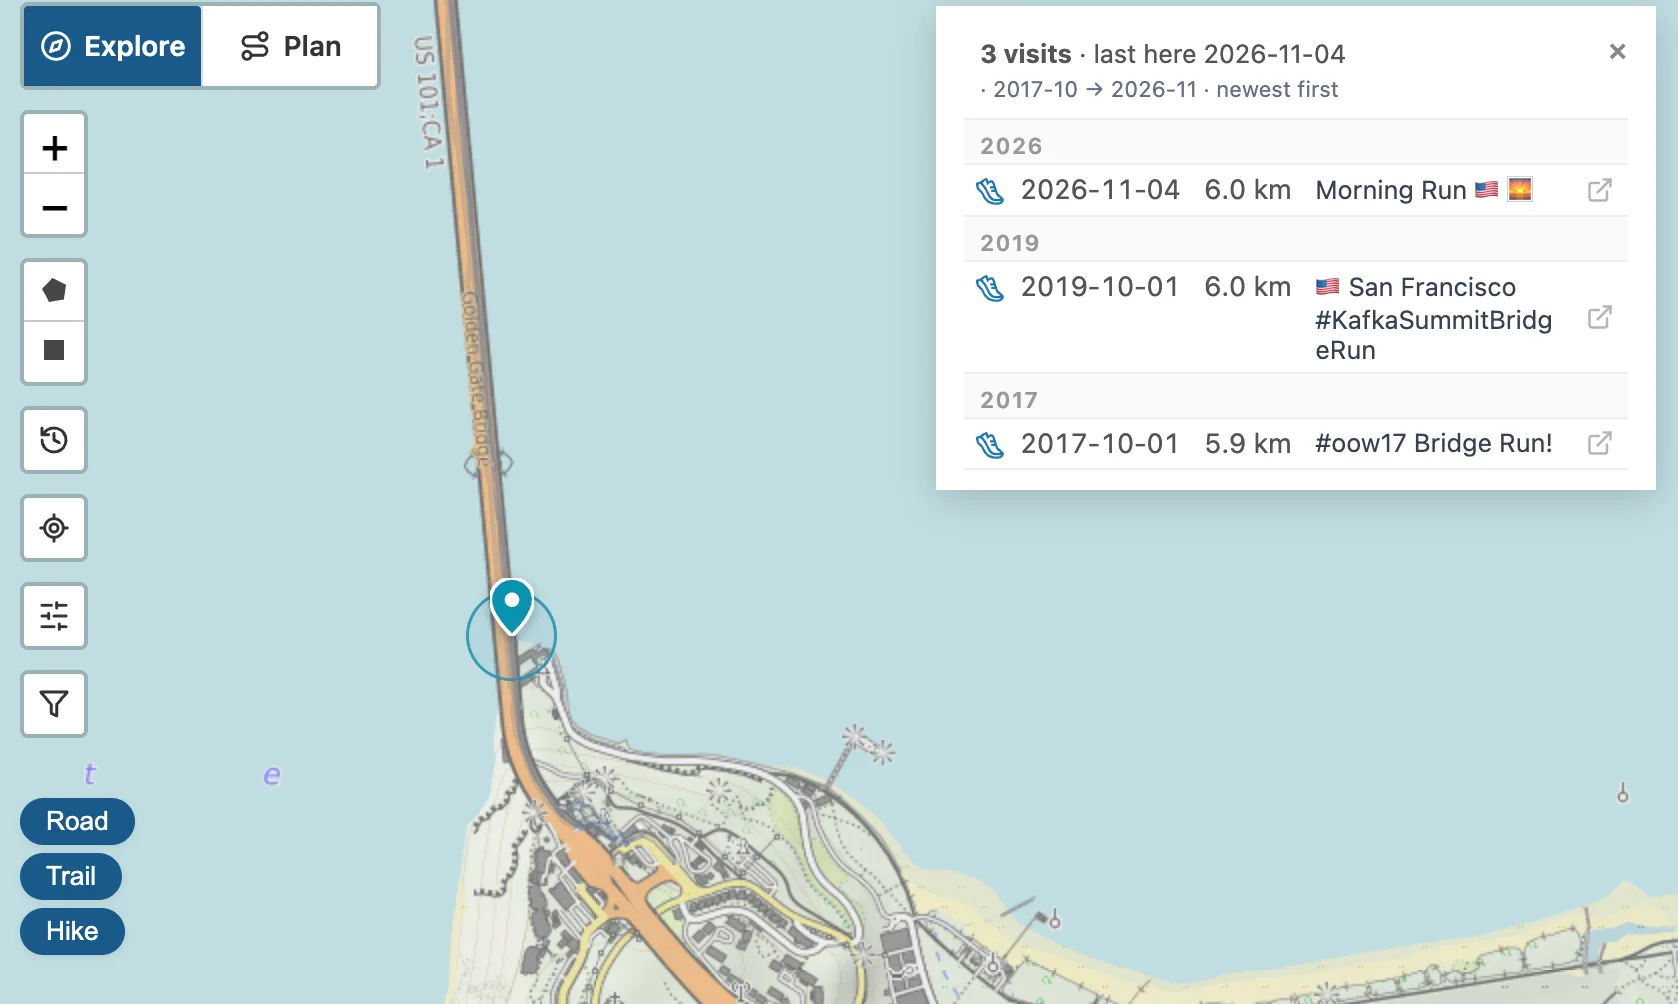 Explore
Plan
US 101;CA 1
3 visits · last here 2026-11-04
· 2017-10 → 2026-11 · newest first
2026
2026-11-04 6.0 km Morning Run 🇺🇸 🌅
2019
2019-10-01 6.0 km 🇺🇸 San Francisco
#KafkaSummitBridg
eRun
2017
2017-10-01 5.9 km #oow17 Bridge Run!
Golden Gate Bridge
t e
Road
Trail
Hike